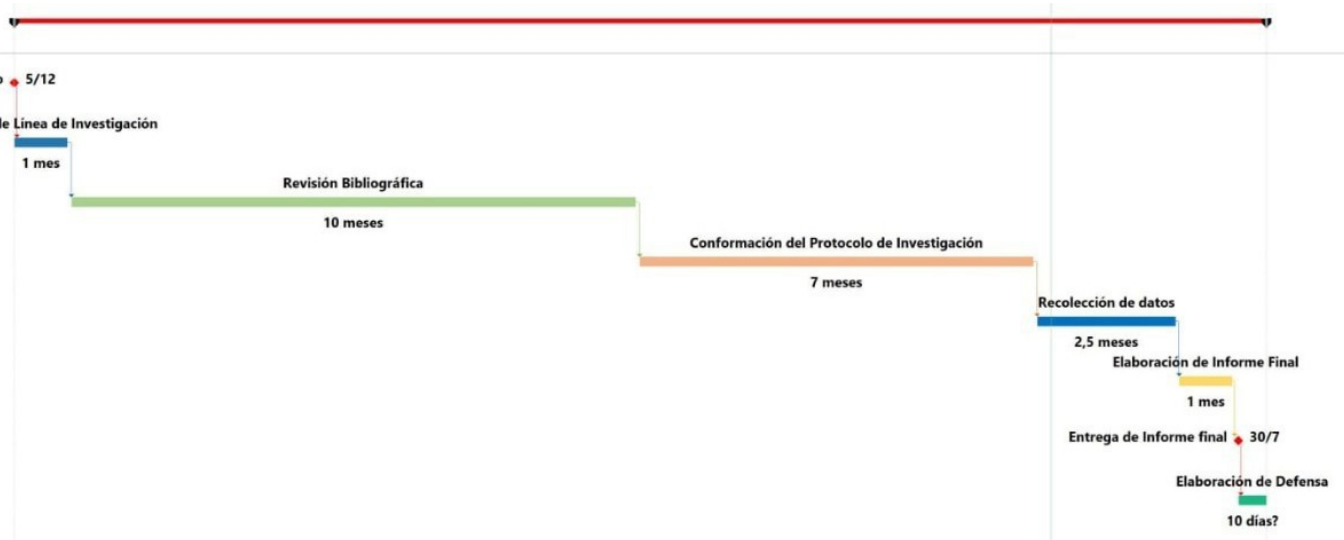 5/12
de Línea de Investigación
1 mes
Revisión Bibliográfica
10 meses
Conformación del Protocolo de Investigación
7 meses
Recolección de datos
2,5 meses
Elaboración de Informe Final
1 mes
Entrega de Informe final 30/7
Elaboración de Defensa
10 días?